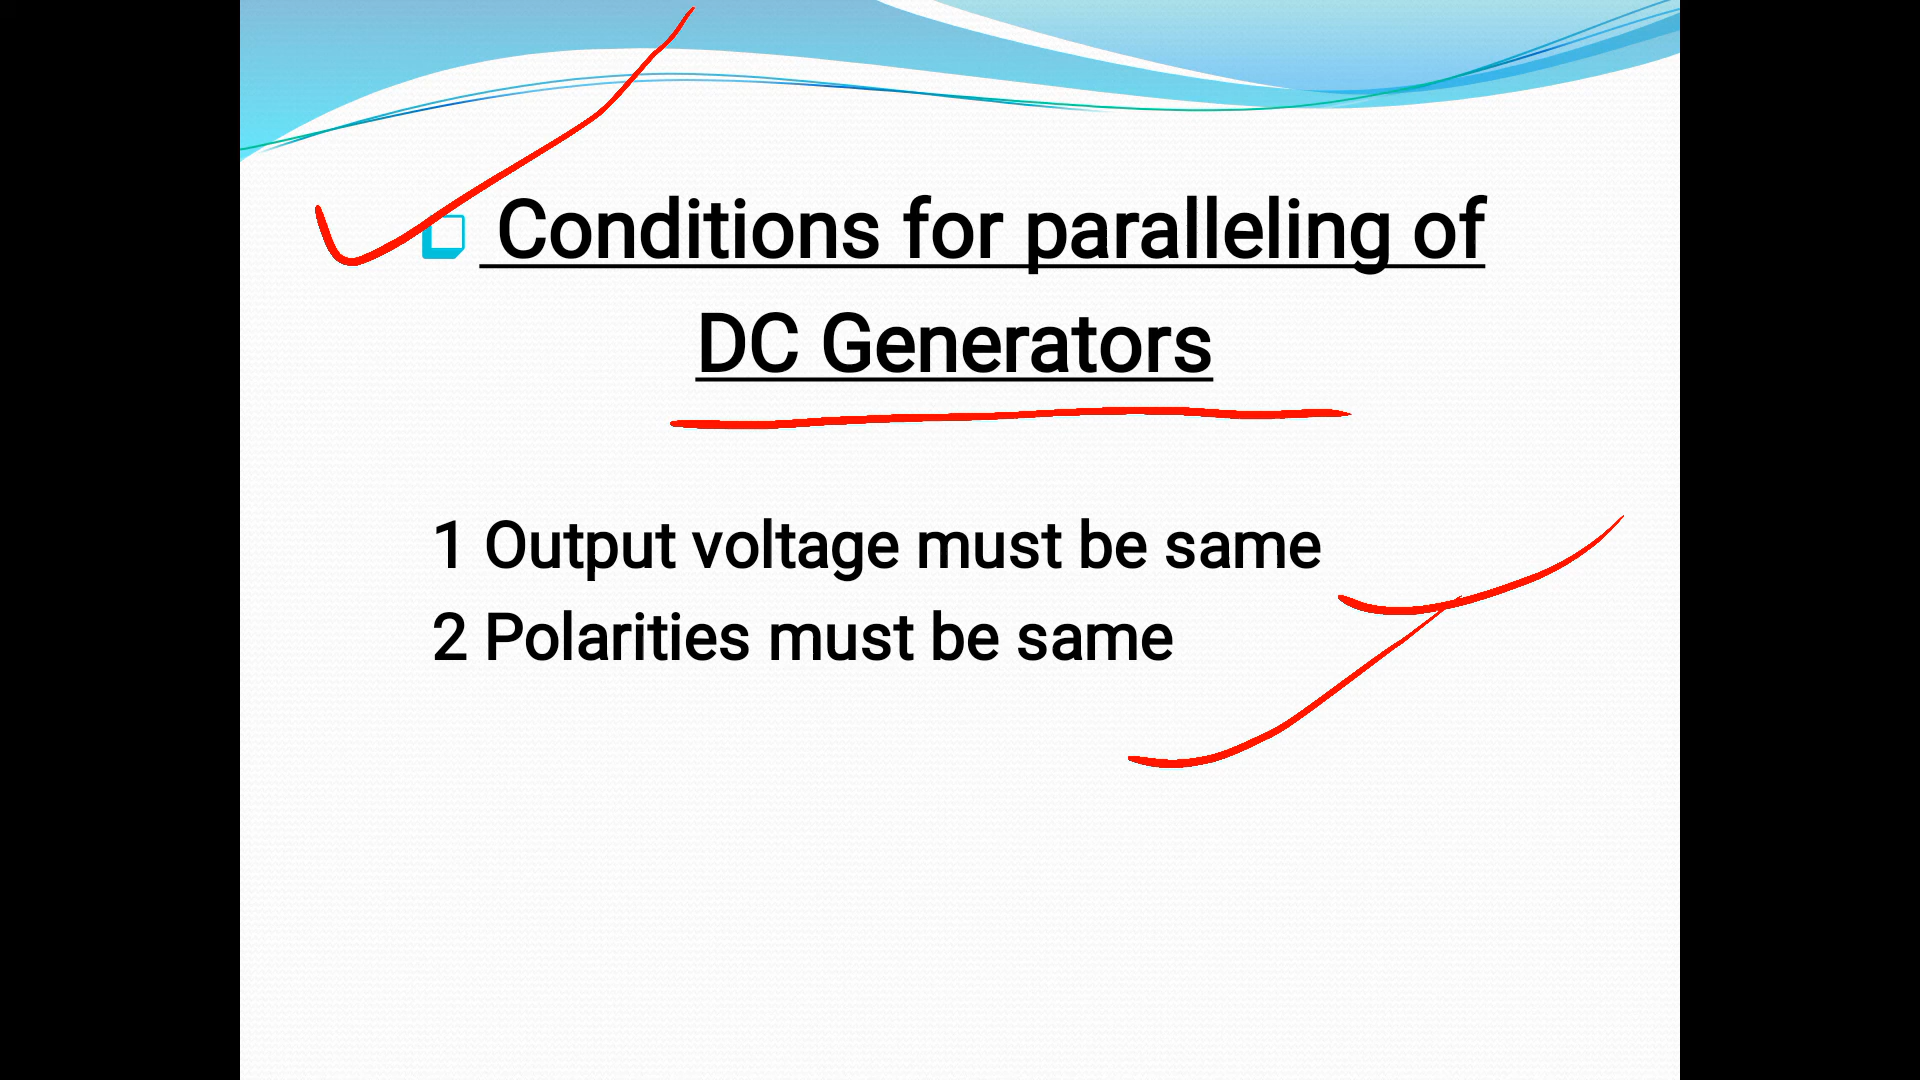 Conditions for paralleling of
DC Generators
1 Output voltage must be same
2 Polarities must be same